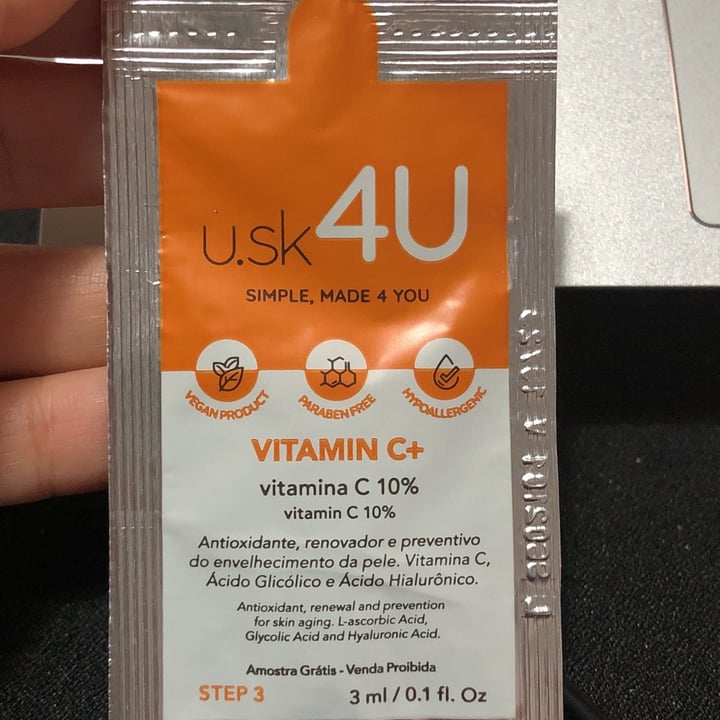 u.sk4U
SIMPLE, MADE 4 YOU
VEGAN PRODUCT
PARABEN FREE
HYPOALLERGENIC
VITAMIN C+
vitamina C 10%
vitamin C 10%
Antioxidante, renovador e preventivo
do envelhecimento da pele. Vitamina C,
Ácido Glicólico e Ácido Hialurônico.
Antioxidant, renewal and prevention
for skin aging. L-ascorbic Acid,
Glycolic Acid and Hyaluronic Acid.
Amostra Grátis - Venda Proibida
STEP 3
3 ml / 0.1 fl. Oz